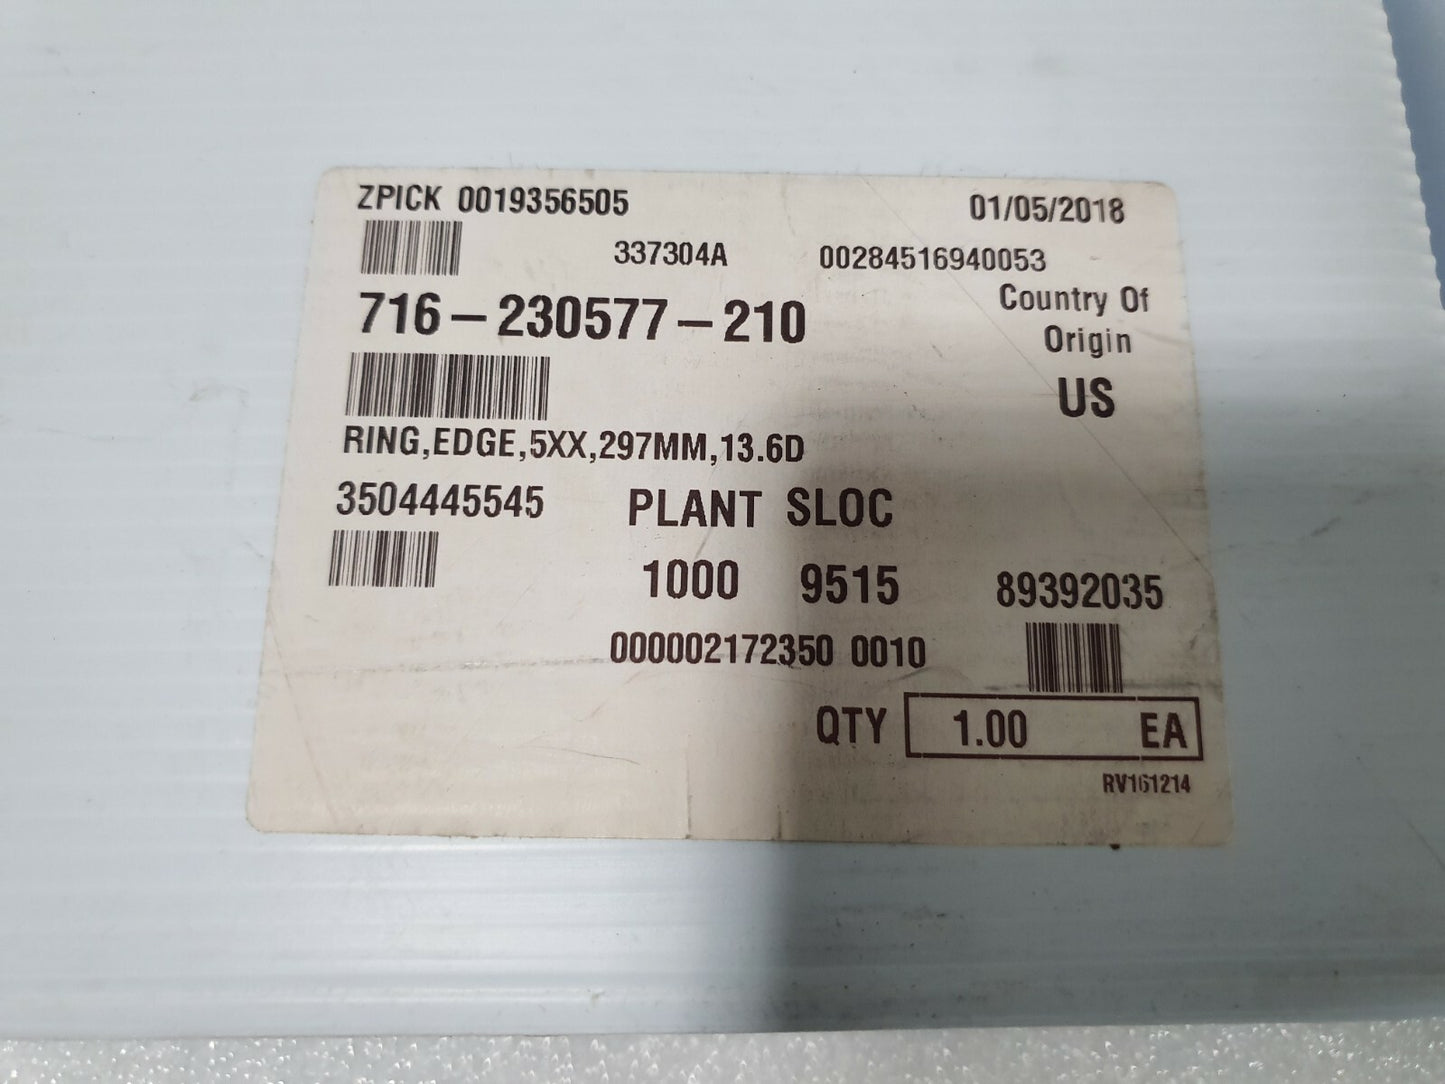 ZPICK 0019356505
01/05/2018
337304A
00284516940053
716-230577-210
Country Of
Origin
US
RING,EDGE,5XX,297MM,13.6D
3504445545
PLANT SLOC
1000 9515
89392035
000002172350 0010
QTY 1.00 EA
RV161214